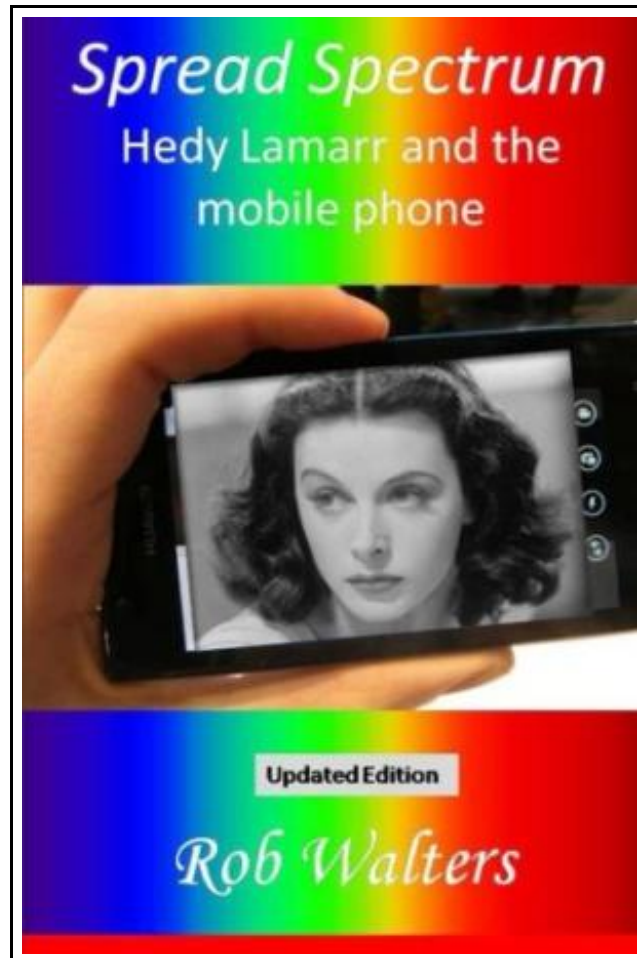 Spread Spectrum
Hedy Lamarr and the
mobile phone
Updated Edition
Rob Walters